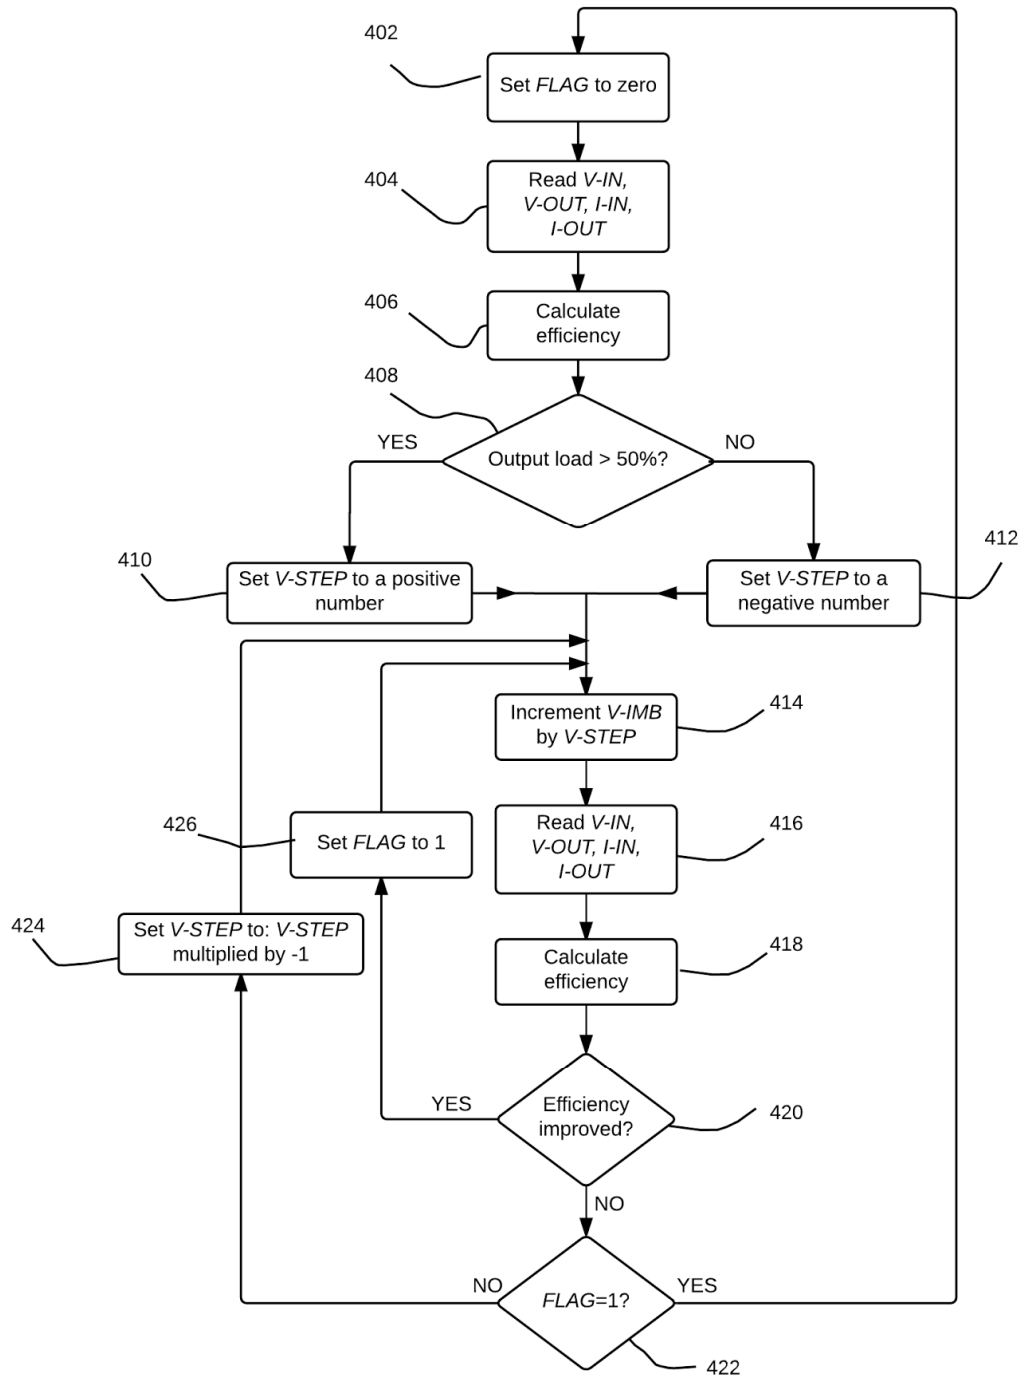 402
Set FLAG to zero
404
Read V-IN,
V-OUT, I-IN,
I-OUT
406
Calculate
efficiency
408
YES
NO
Output load > 50%?
410
412
Set V-STEP to a positive
number
Set V-STEP to a
negative number
414
Increment V-IMB
by V-STEP
426
Set FLAG to 1
416
Read V-IN,
V-OUT, I-IN,
I-OUT
424
Set V-STEP to: V-STEP
multiplied by -1
418
Calculate
efficiency
YES
Efficiency
improved?
420
NO
NO
YES
FLAG=1?
422